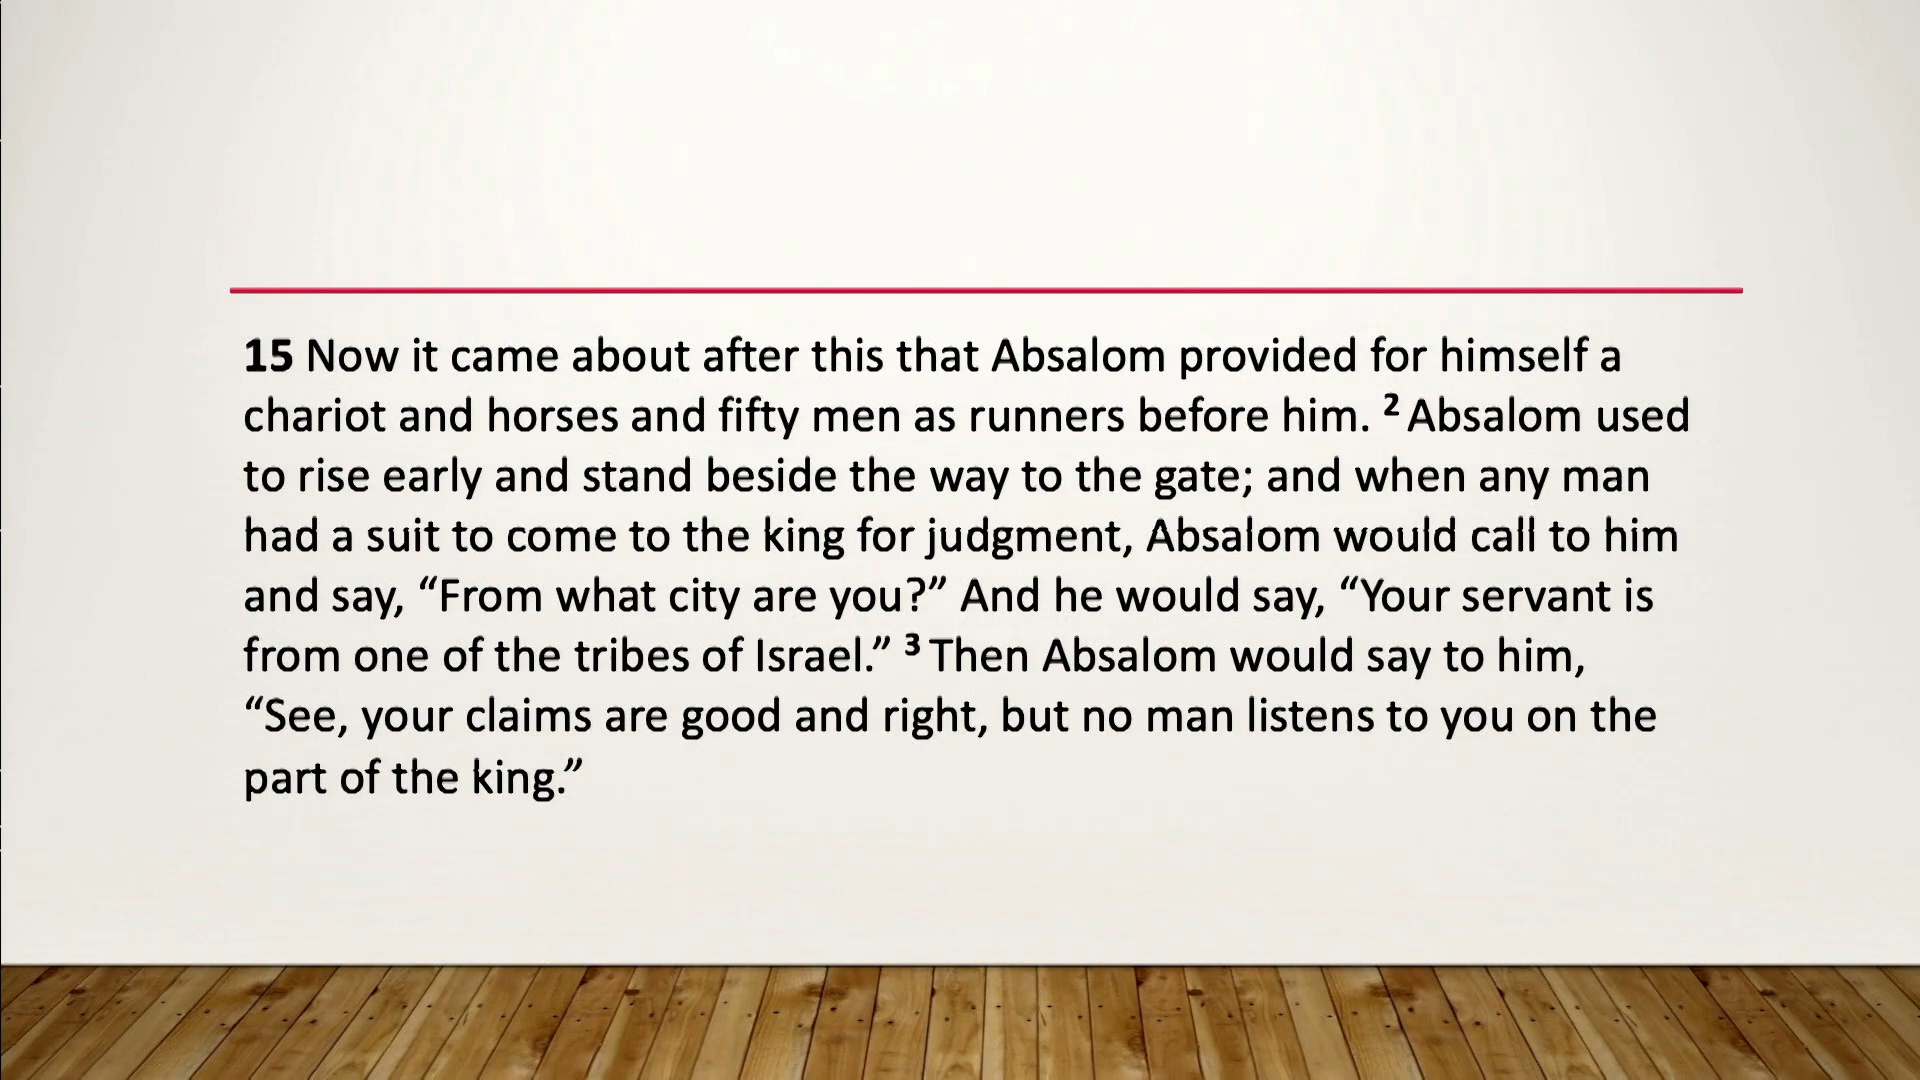 15 Now it came about after this that Absalom provided for himself a
chariot and horses and fifty men as runners before him. ² Absalom used
to rise early and stand beside the way to the gate; and when any man
had a suit to come to the king for judgment, Absalom would call to him
and say, “From what city are you?” And he would say, “Your servant is
from one of the tribes of Israel.” ³ Then Absalom would say to him,
“See, your claims are good and right, but no man listens to you on the
part of the king.”